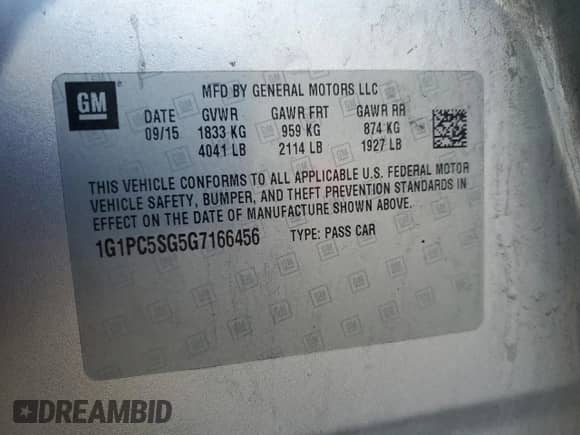 GM
MFD BY GENERAL MOTORS LLC
DATE GVWR GAWR FRT GAWR RR
09/15 1833 KG 959 KG 874 KG
4041 LB 2114 LB 1927 LB
THIS VEHICLE CONFORMS TO ALL APPLICABLE U.S. FEDERAL MOTOR
VEHICLE SAFETY, BUMPER, AND THEFT PREVENTION STANDARDS IN
EFFECT ON THE DATE OF MANUFACTURE SHOWN ABOVE.
1G1PC5SG5G7166456 TYPE: PASS CAR
DREAMBID